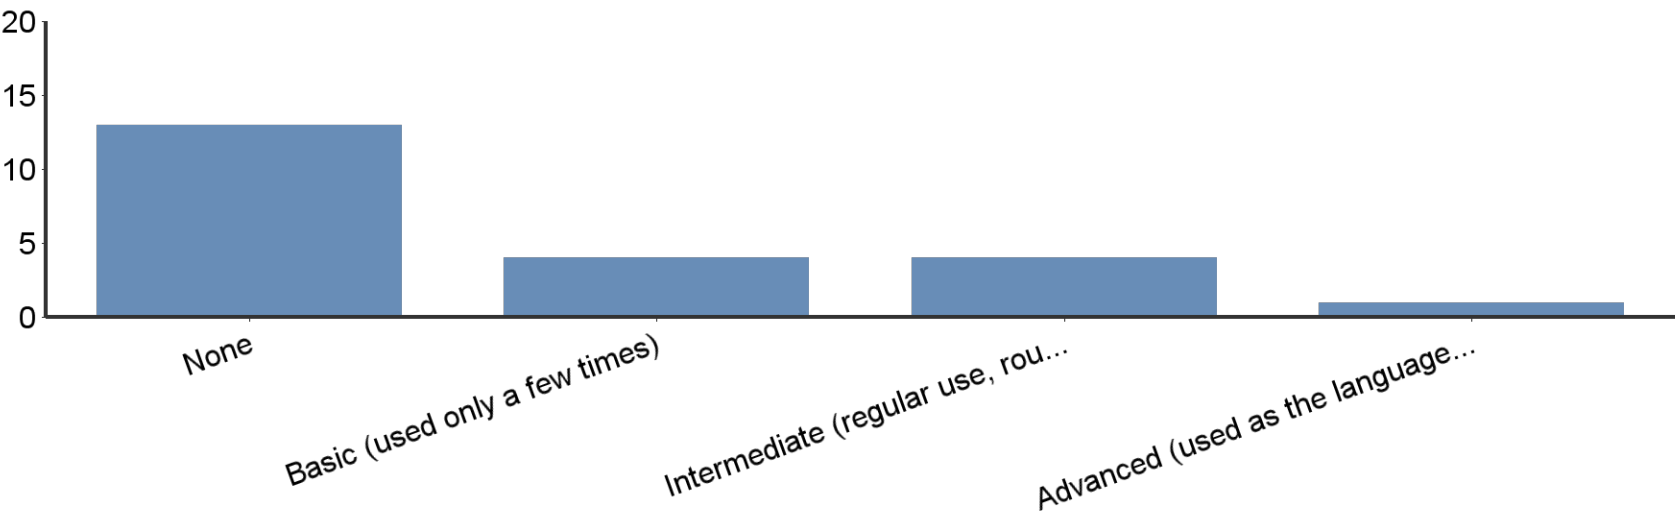 20
15
10
5
0
None
Basic (used only a few times)
Intermediate (regular use, rou...
Advanced (used as the language...